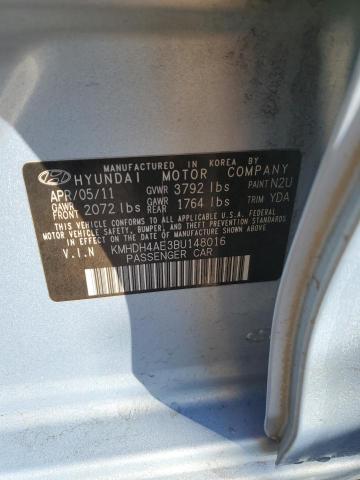 MANUFACTURED IN KOREA BY
HYUNDAI MOTOR COMPANY
APR/05/11 GVWR 3792 lbs PAINT N2U
GAWR FRONT 2072 lbs GAWR REAR 1764 lbs TRIM YDA
THIS VEHICLE CONFORMS TO ALL APPLICABLE U.S.A. FEDERAL
MOTOR VEHICLE SAFETY, BUMPER, AND THEFT PREVENTION
STANDARDS IN EFFECT ON THE DATE OF MANUFACTURE SHOWN ABOVE.
V.I.N KMHDH4AE3BU148016
PASSENGER CAR